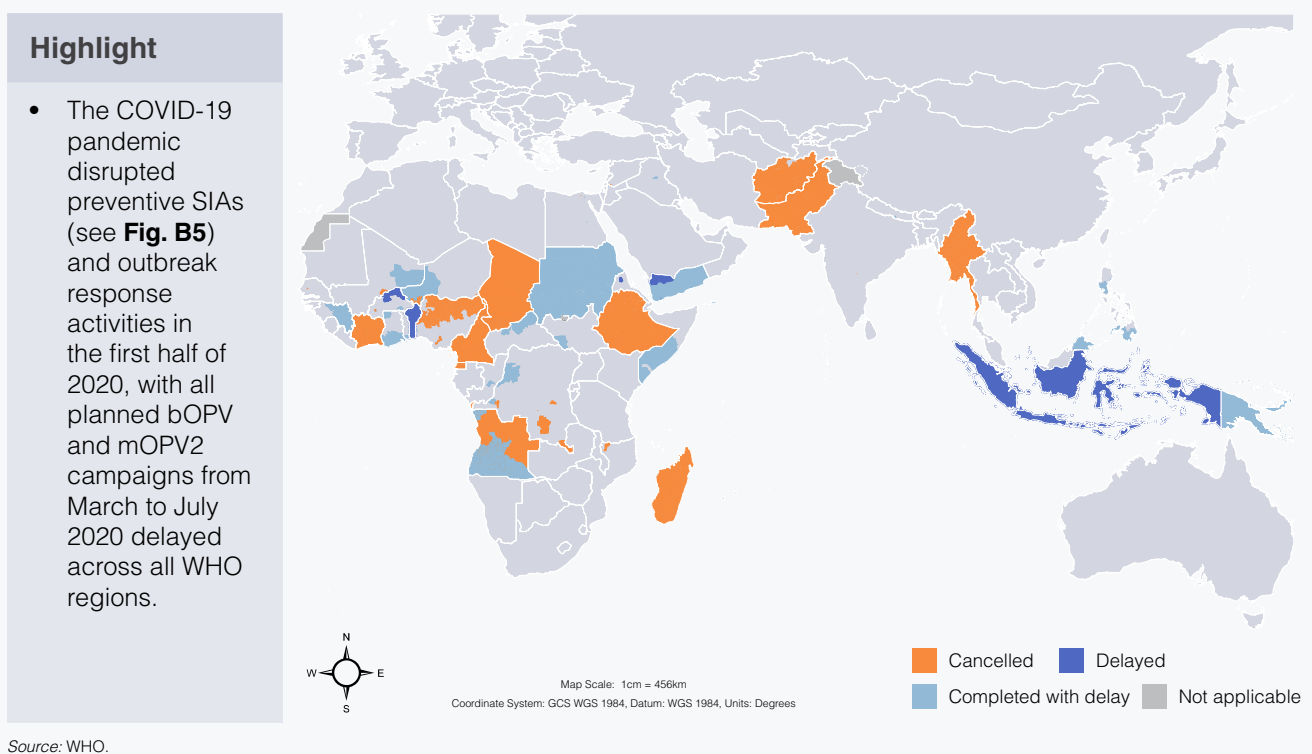 Highlight
• The COVID-19
pandemic
disrupted
preventive SIAs
(see Fig. B5)
and outbreak
response
activities in
the first half of
2020, with all
planned bOPV
and mOPV2
campaigns from
March to July
2020 delayed
across all WHO
regions.
N
W E
S
Map Scale: 1cm = 456km
Coordinate System: GCS WGS 1984, Datum: WGS 1984, Units: Degrees
Cancelled Delayed
Completed with delay Not applicable
Source: WHO.